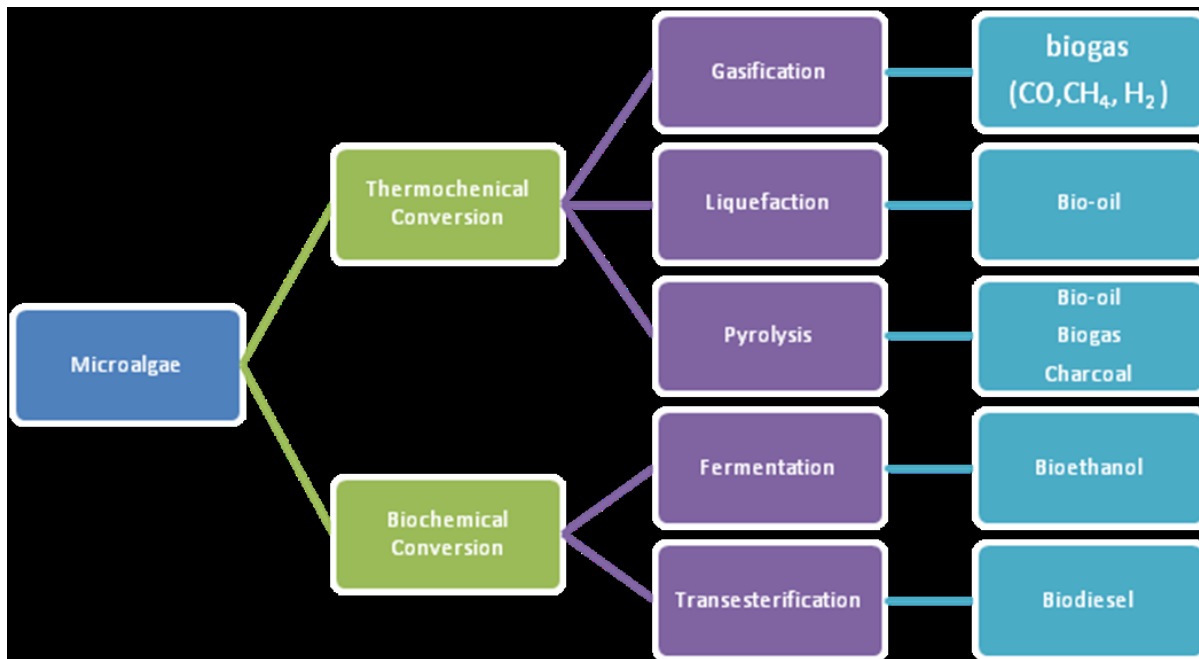 Microalgae
Thermochenical
Conversion
Biochemical
Conversion
Gasification
Liquefaction
Pyrolysis
Fermentation
Transesterification
biogas
(CO,CH₄, H₂ )
Bio-oil
Bio-oil
Biogas
Charcoal
Bioethanol
Biodiesel